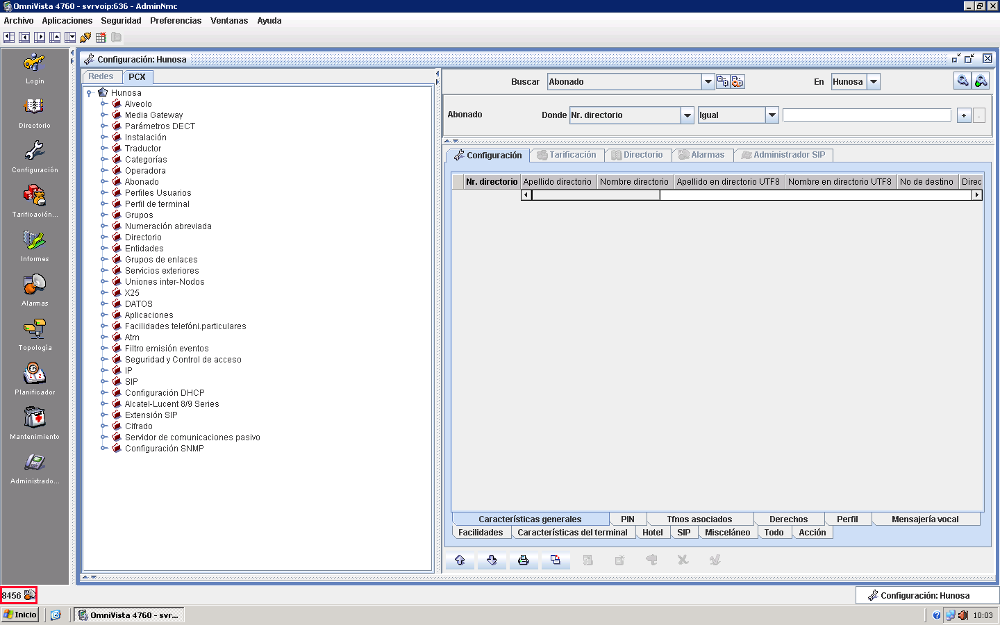 OmniVista 4760 - svrvoip:636 - AdminNmc
Archivo Aplicaciones Seguridad Preferencias Ventanas Ayuda
Login
Directorio
Configuración
Tarificación...
Informes
Alarmas
Topología
Planificador
Mantenimiento
Administrado...
Configuración: Hunosa
Redes PCX
Hunosa
Alveolo
Media Gateway
Parámetros DECT
Instalación
Traductor
Categorías
Operadora
Abonado
Perfiles Usuarios
Perfil de terminal
Grupos
Numeración abreviada
Directorio
Entidades
Grupos de enlaces
Servicios exteriores
Uniones inter-Nodos
X25
DATOS
Aplicaciones
Facilidades telefóni.particulares
Atm
Filtro emisión eventos
Seguridad y Control de acceso
IP
SIP
Configuración DHCP
Alcatel-Lucent 8/9 Series
Extensión SIP
Cifrado
Servidor de comunicaciones pasivo
Configuración SNMP
Buscar Abonado En Hunosa
Abonado Donde Nr. directorio Igual + -
Configuración Tarificación Directorio Alarmas Administrador SIP
Nr. directorio Apellido directorio Nombre directorio Apellido en directorio UTF8 Nombre en directorio UTF8 No de destino Direc
Características generales PIN Tfnos asociados Derechos Perfil Mensajería vocal
Facilidades Características del terminal Hotel SIP Misceláneo Todo Acción
8456
Configuración: Hunosa
Inicio
OmniVista 4760 - svr...
10:03